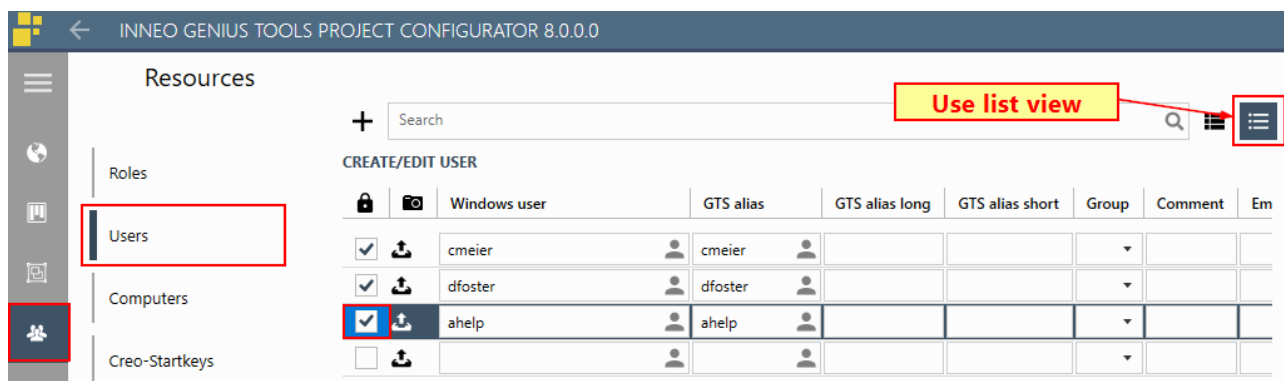 INNEO GENIUS TOOLS PROJECT CONFIGURATOR 8.0.0.0
Resources
Use list view
Search
CREATE/EDIT USER
Roles
Users
Computers
Creo-Startkeys
Windows user GTS alias GTS alias long GTS alias short Group Comment Em
cmeier cmeier
dfoster dfoster
ahelp ahelp